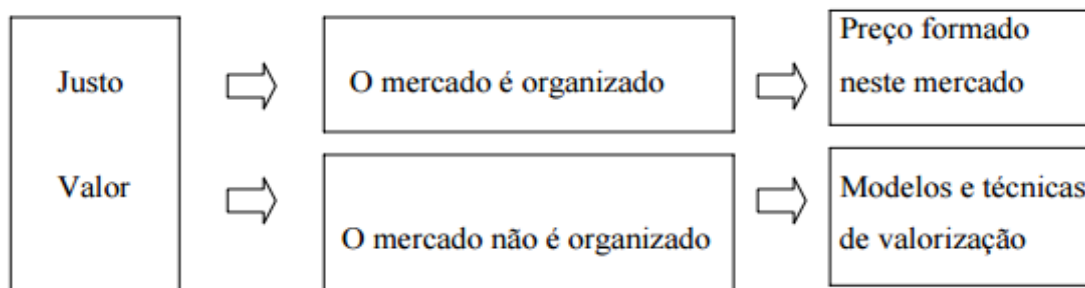 Justo
Valor
O mercado é organizado
Preço formado
neste mercado
O mercado não é organizado
Modelos e técnicas
de valorização